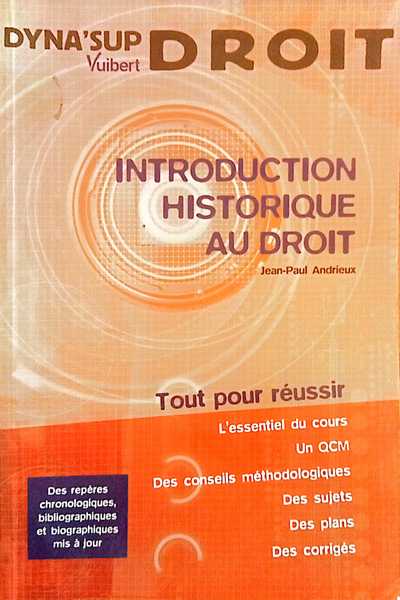 DYNA'SUP DROIT
Vuibert
INTRODUCTION
HISTORIQUE
AU DROIT
Jean-Paul Andrieux
Tout pour réussir
L'essentiel du cours
Un QCM
Des conseils méthodologiques
Des sujets
Des plans
Des corrigés
Des repères
chronologiques,
bibliographiques
et biographiques
mis à jour